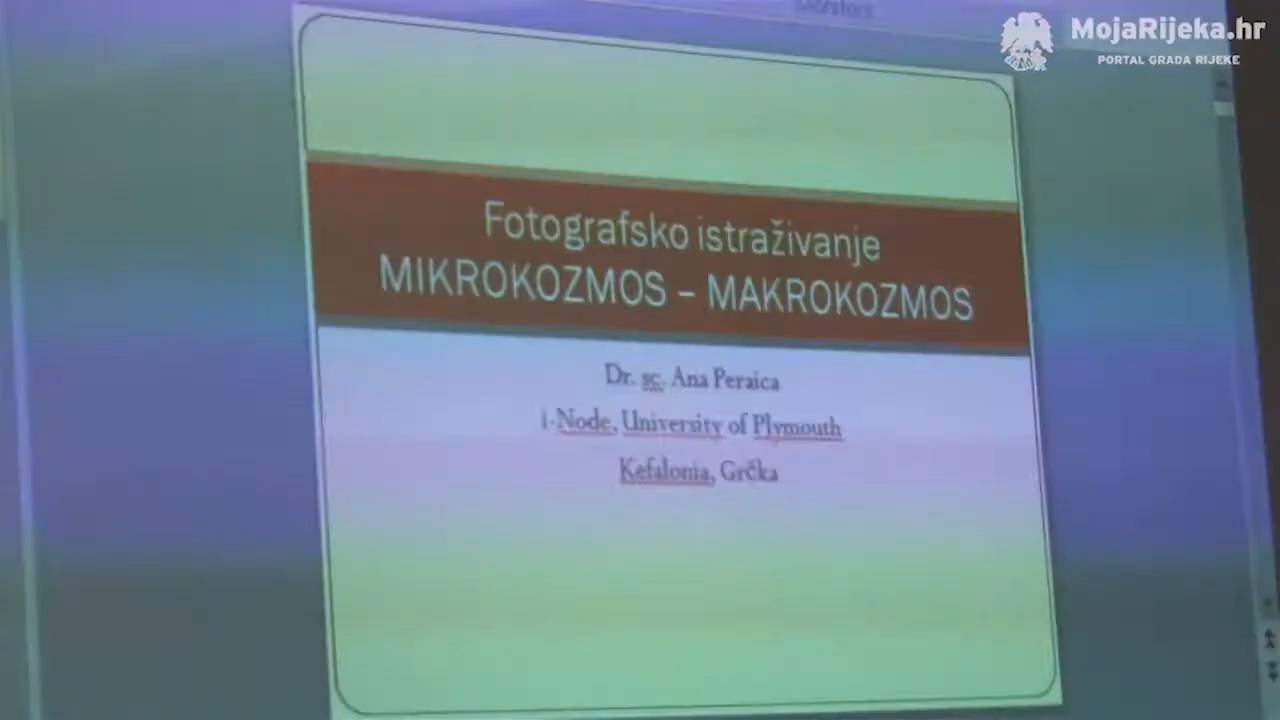 MojaRijeka.hr
PORTAL GRADA RIJEKE
Fotografsko istraživanje
MIKROKOZMOS – MAKROKOZMOS
Dr. sc. Ana Peraica
i-Node, University of Plymouth
Kefalonia, Grčka